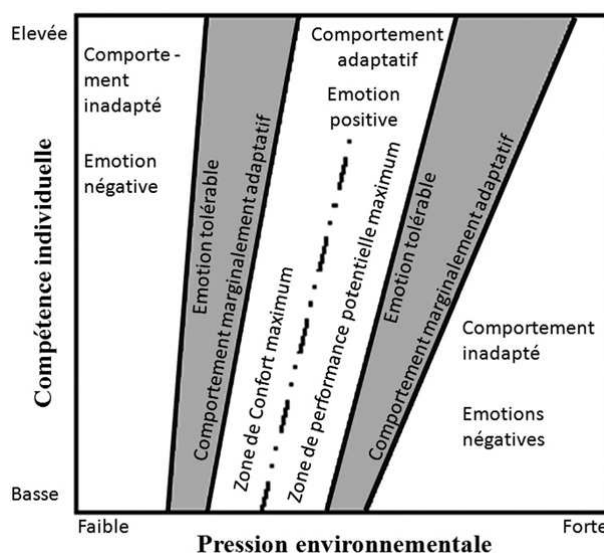 Elevée
Comporte -
ment
inadapté
Emotion
négative
Emotion tolérable
Comportement marginalement adaptatif
Comportement
adaptatif
Emotion
positive
Zone de Confort maximum
Zone de performance potentielle maximum
Emotion tolérable
Comportement marginalement adaptatif
Comportement
inadapté
Emotions
négatives
Compétence individuelle
Basse
Faible
Forte
Pression environnementale